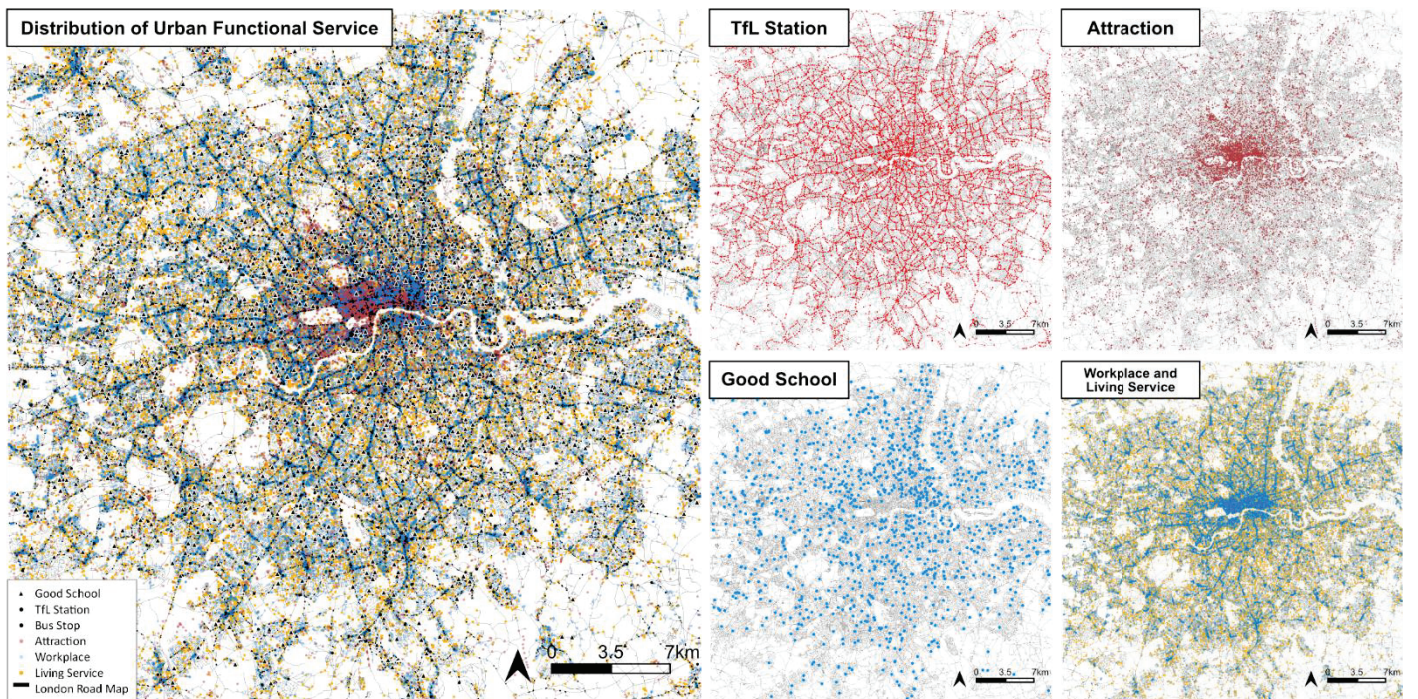 Distribution of Urban Functional Service
Good School
TfL Station
Bus Stop
Attraction
Workplace
Living Service
London Road Map
0 3.5 7km
TfL Station
0 3.5 7km
Attraction
0 3.5 7km
Good School
0 3.5 7km
Workplace and
Living Service
0 3.5 7km